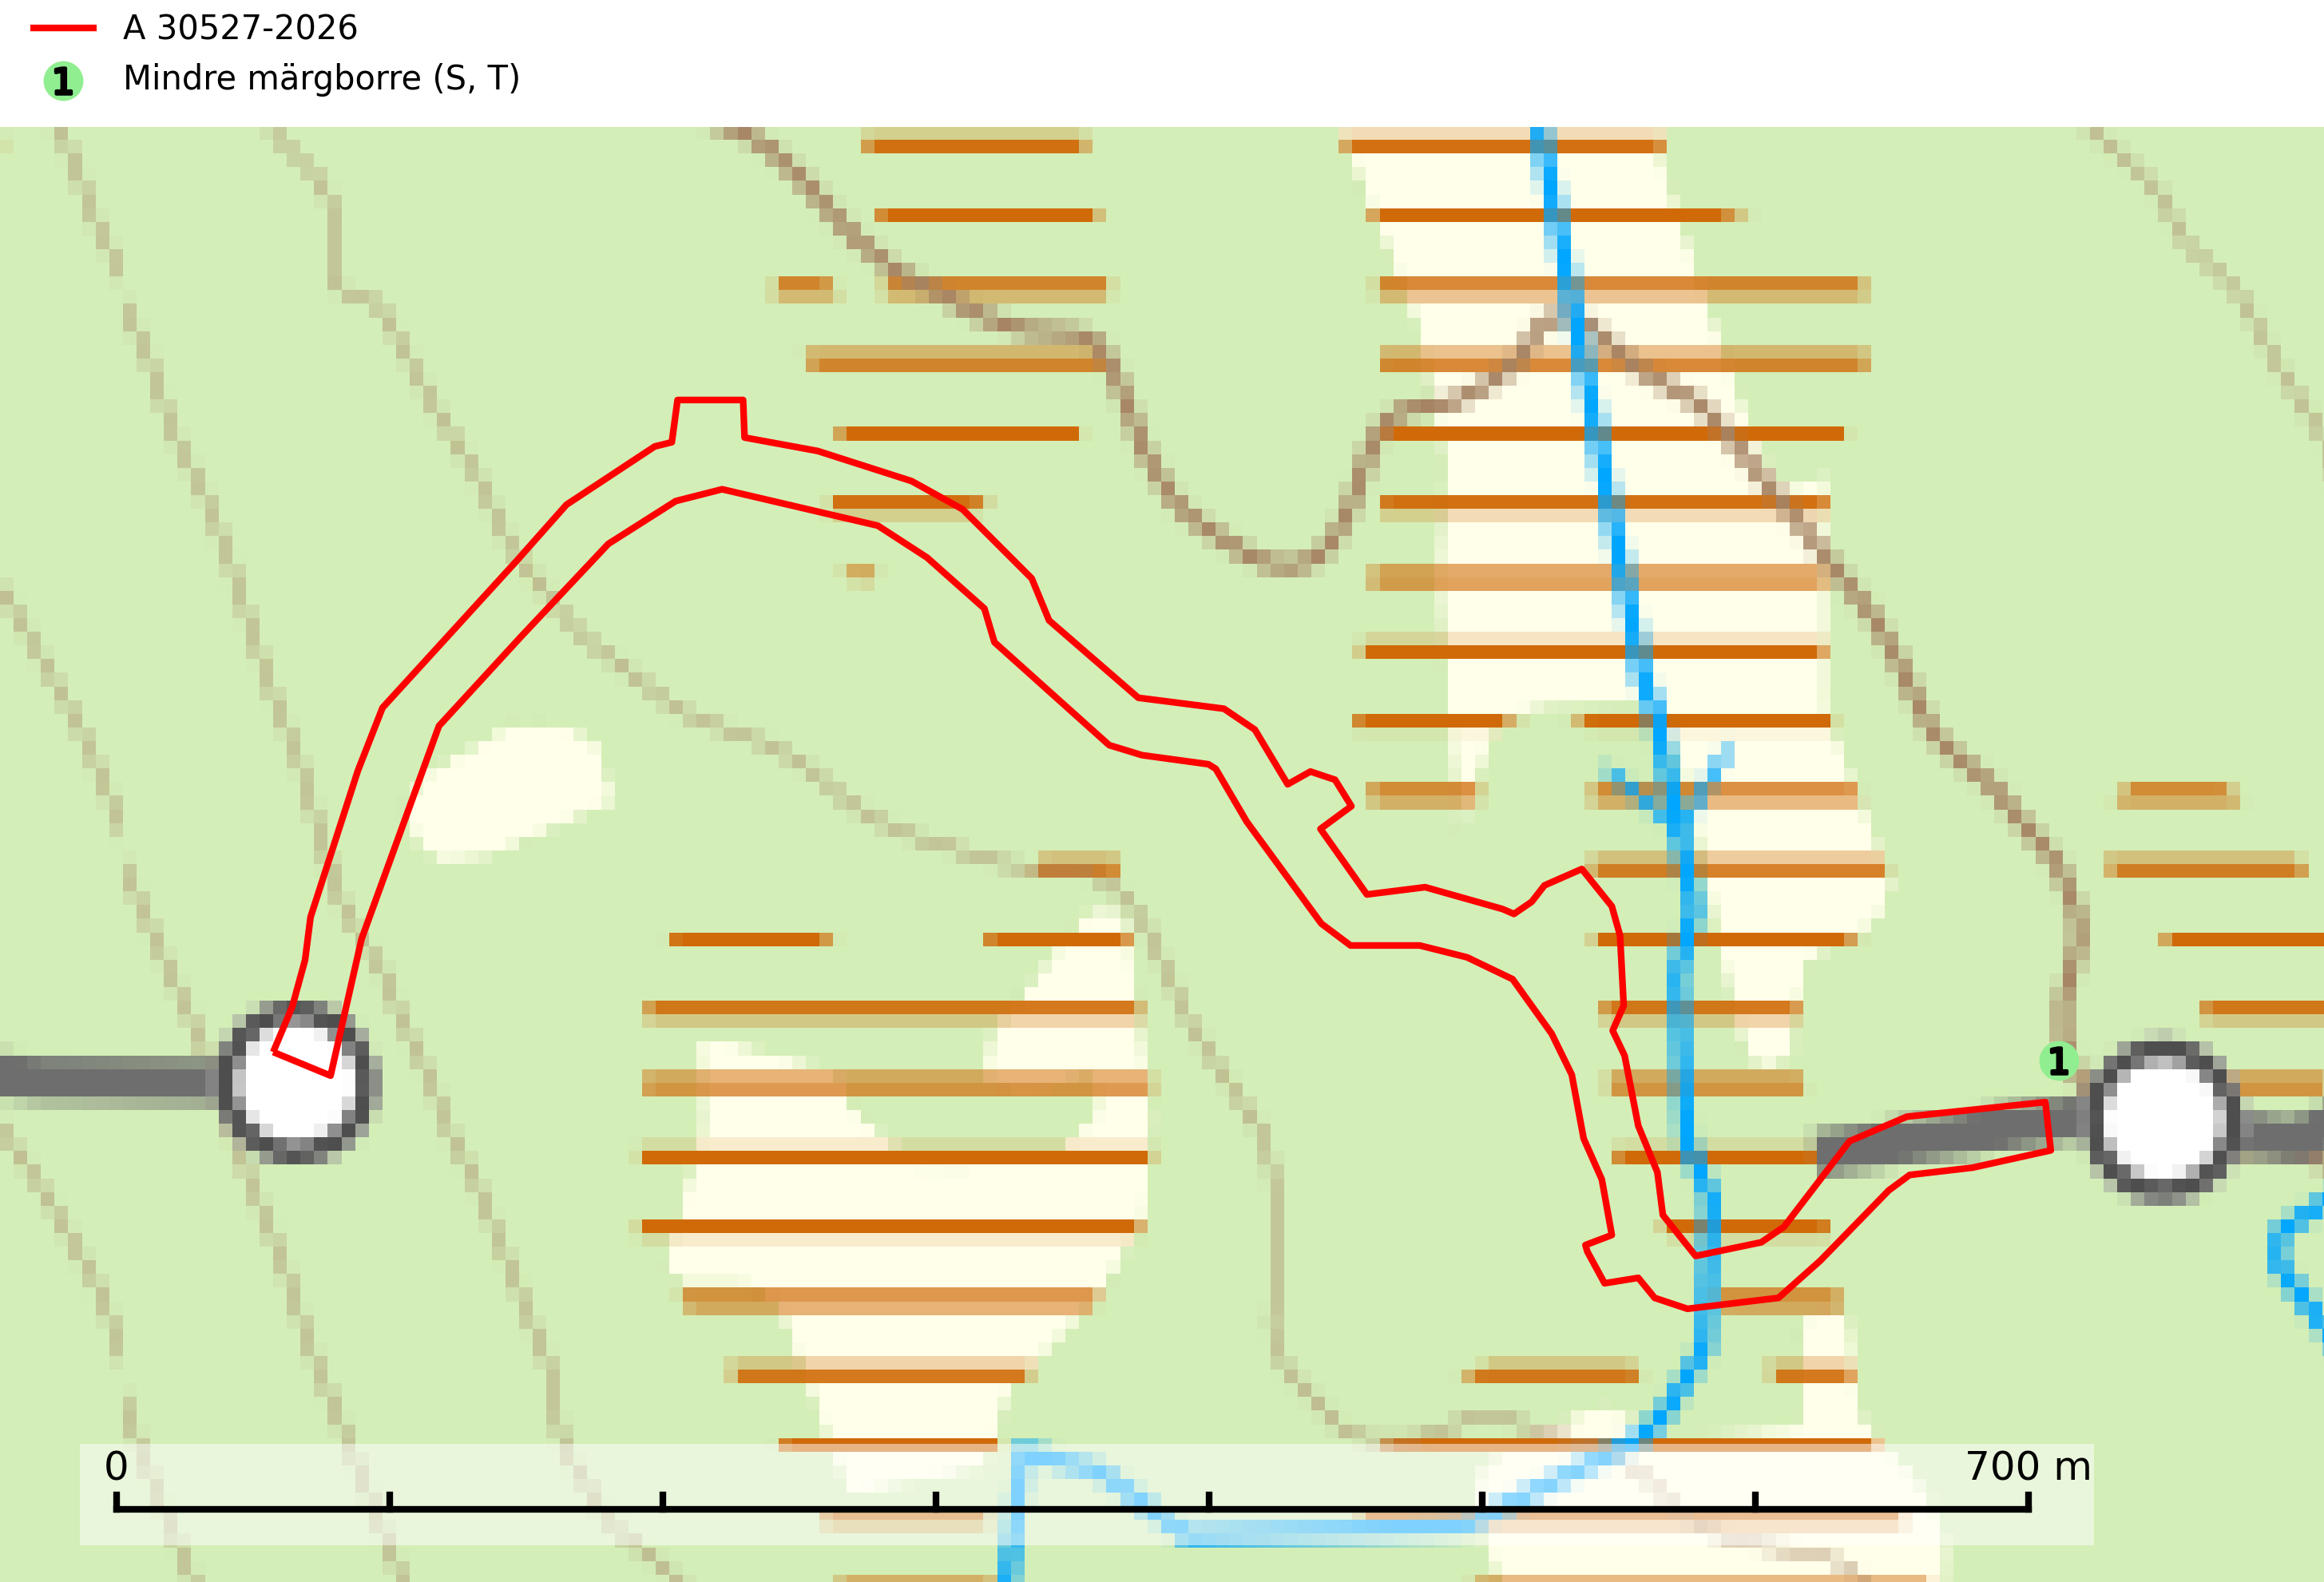 A 30527-2026
1 Mindre märgborre (S, T)
1
0 700 m